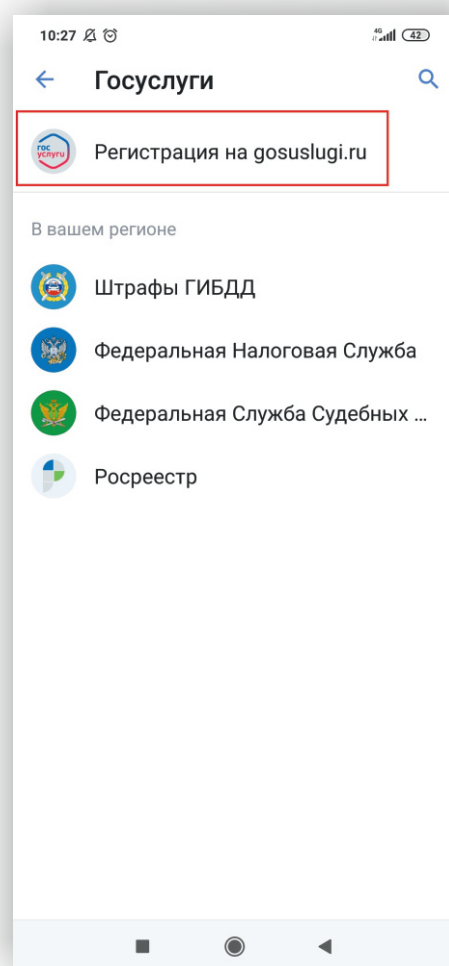 10:27 4G 42
Госуслуги
гос услуги Регистрация на gosuslugi.ru
В вашем регионе
Штрафы ГИБДД
Федеральная Налоговая Служба
Федеральная Служба Судебных ...
Росреестр